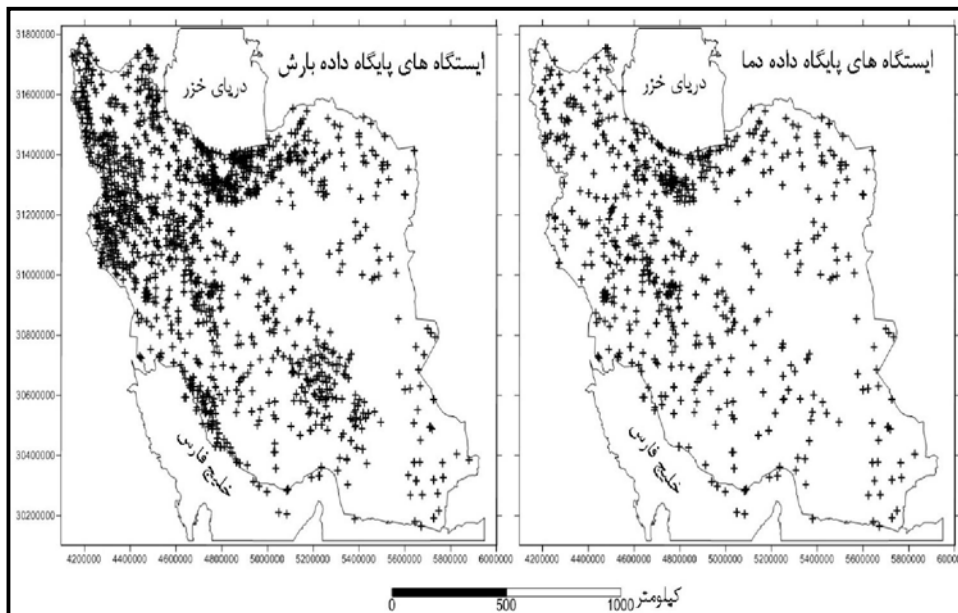 ایستگاه های پایگاه داده بارش
ایستگاه های پایگاه داده دما
دریای خزر
دریای خزر
خلیج فارس
خلیج فارس
31800000
31600000
31400000
31200000
31000000
30800000
30600000
30400000
30200000
4200000 4400000 4600000 4800000 5000000 5200000 5400000 5600000 5800000 6000000
4200000 4400000 4600000 4800000 5000000 5200000 5400000 5600000 5800000
کیلومتر
0 500 1000